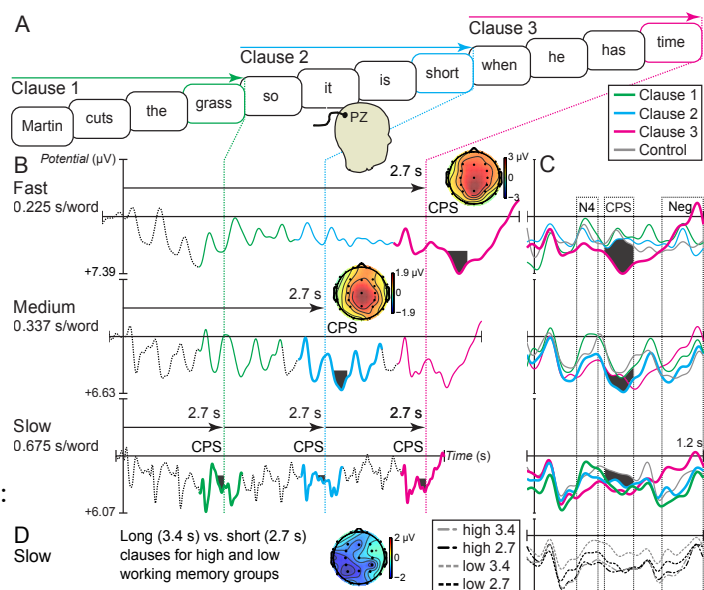 A
Clause 1
Clause 2
Clause 3
Martin
cuts
the
grass
so
it
is
short
when
he
has
time
PZ
Clause 1
Clause 2
Clause 3
Control
B
Potential (µV)
Fast
0.225 s/word
+7.39
2.7 s
CPS
3 µV
0
−3
Medium
0.337 s/word
+6.63
2.7 s
CPS
1.9 µV
0
−1.9
Slow
0.675 s/word
+6.07
2.7 s
2.7 s
2.7 s
CPS
CPS
CPS
Time (s)
C
N4
CPS
Neg
1.2 s
:
D
Slow
Long (3.4 s) vs. short (2.7 s)
clauses for high and low
working memory groups
2 µV
0
−2
high 3.4
high 2.7
low 3.4
low 2.7